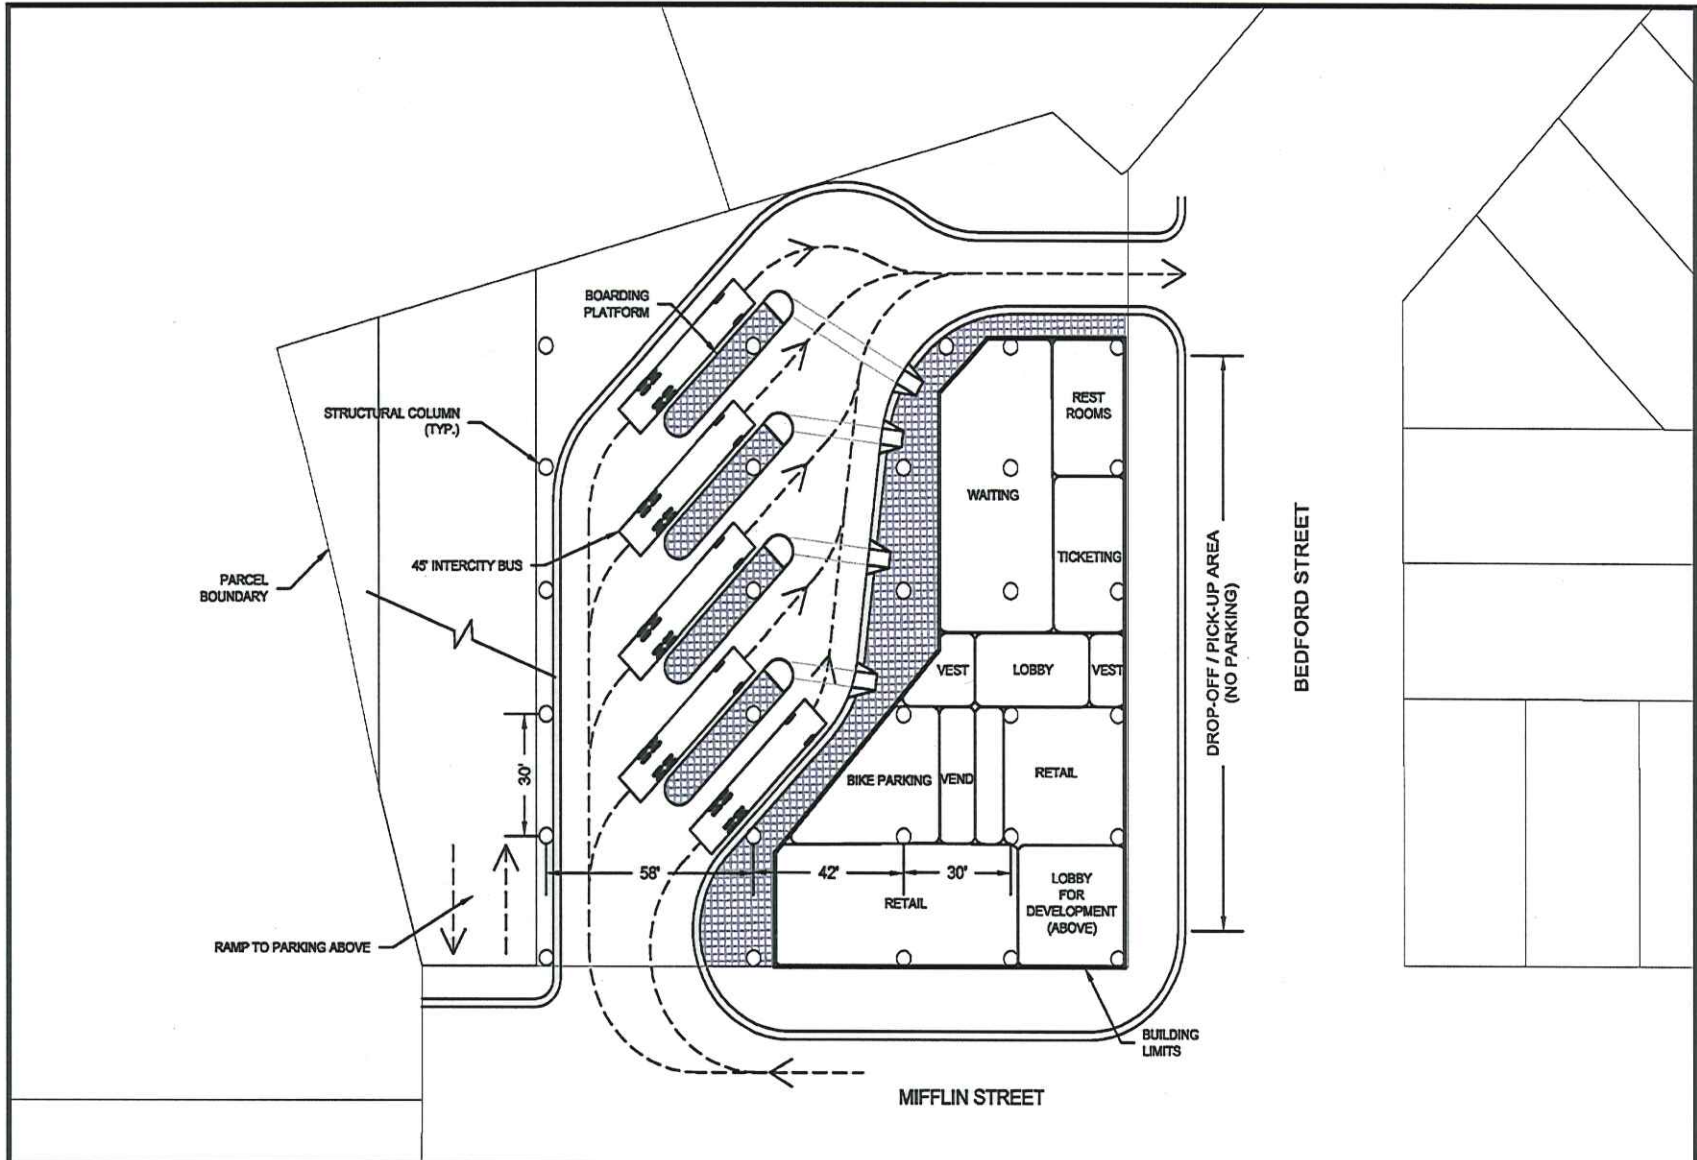 BOARDING
PLATFORM
STRUCTURAL COLUMN
(TYP.)
45' INTERCITY BUS
PARCEL
BOUNDARY
REST
ROOMS
WAITING
TICKETING
VEST
LOBBY
VEST
BIKE PARKING
VEND
RETAIL
30'
58'
42'
30'
RETAIL
LOBBY
FOR
DEVELOPMENT
(ABOVE)
RAMP TO PARKING ABOVE
DROP-OFF / PICK-UP AREA
(NO PARKING)
BEDFORD STREET
BUILDING
LIMITS
MIFFLIN STREET